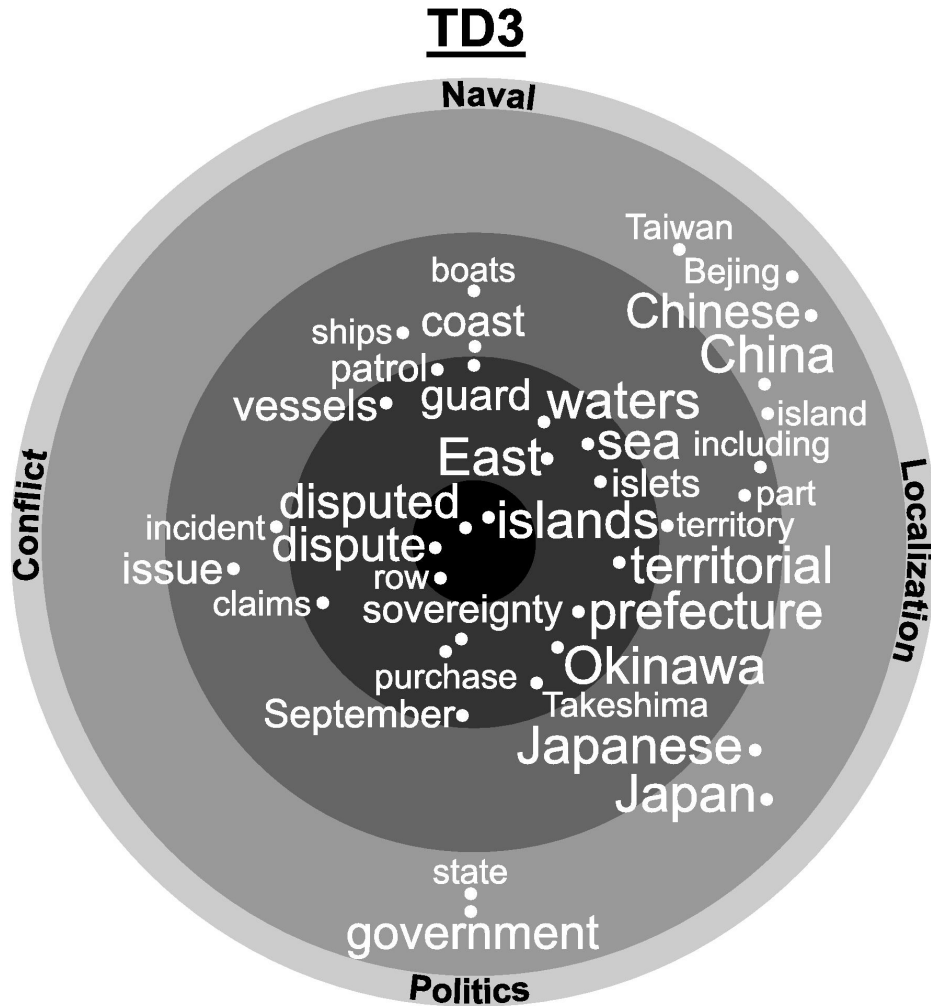 TD3
Naval
Taiwan
Bejing
boats
Chinese
coast
ships
China
patrol
guard
vessels
waters
island
including
sea
East
islets
part
disputed
islands
territory
incident
dispute
issue
territorial
row
claims
sovereignty
prefecture
Okinawa
purchase
Takeshima
September
Japanese
Japan
state
government
Politics
Conflict
Localization